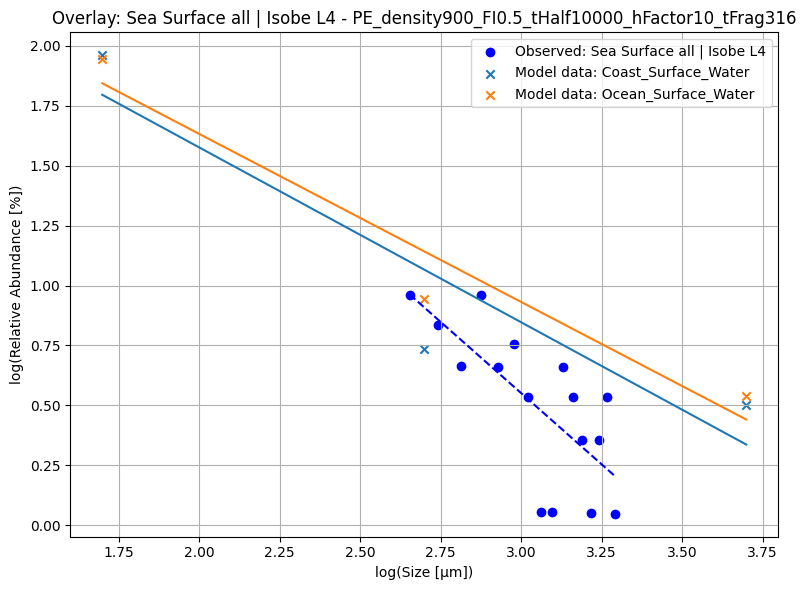 Overlay: Sea Surface all | Isobe L4 - PE_density900_FI0.5_tHalf10000_hFactor10_tFrag316
Observed: Sea Surface all | Isobe L4
Model data: Coast_Surface_Water
Model data: Ocean_Surface_Water
log(Relative Abundance [%])
2.00
1.75
1.50
1.25
1.00
0.75
0.50
0.25
0.00
1.75 2.00 2.25 2.50 2.75 3.00 3.25 3.50 3.75
log(Size [µm])